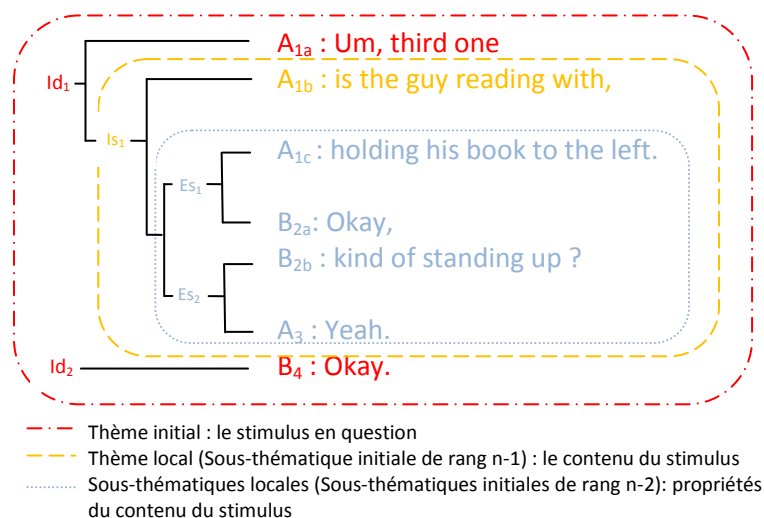 A1a : Um, third one
Id1
A1b : is the guy reading with,
Is1
A1c : holding his book to the left.
Es1
B2a: Okay,
B2b : kind of standing up ?
Es2
A3 : Yeah.
Id2
B4 : Okay.
Thème initial : le stimulus en question
Thème local (Sous-thématique initiale de rang n-1) : le contenu du stimulus
Sous-thématiques locales (Sous-thématiques initiales de rang n-2): propriétés
du contenu du stimulus